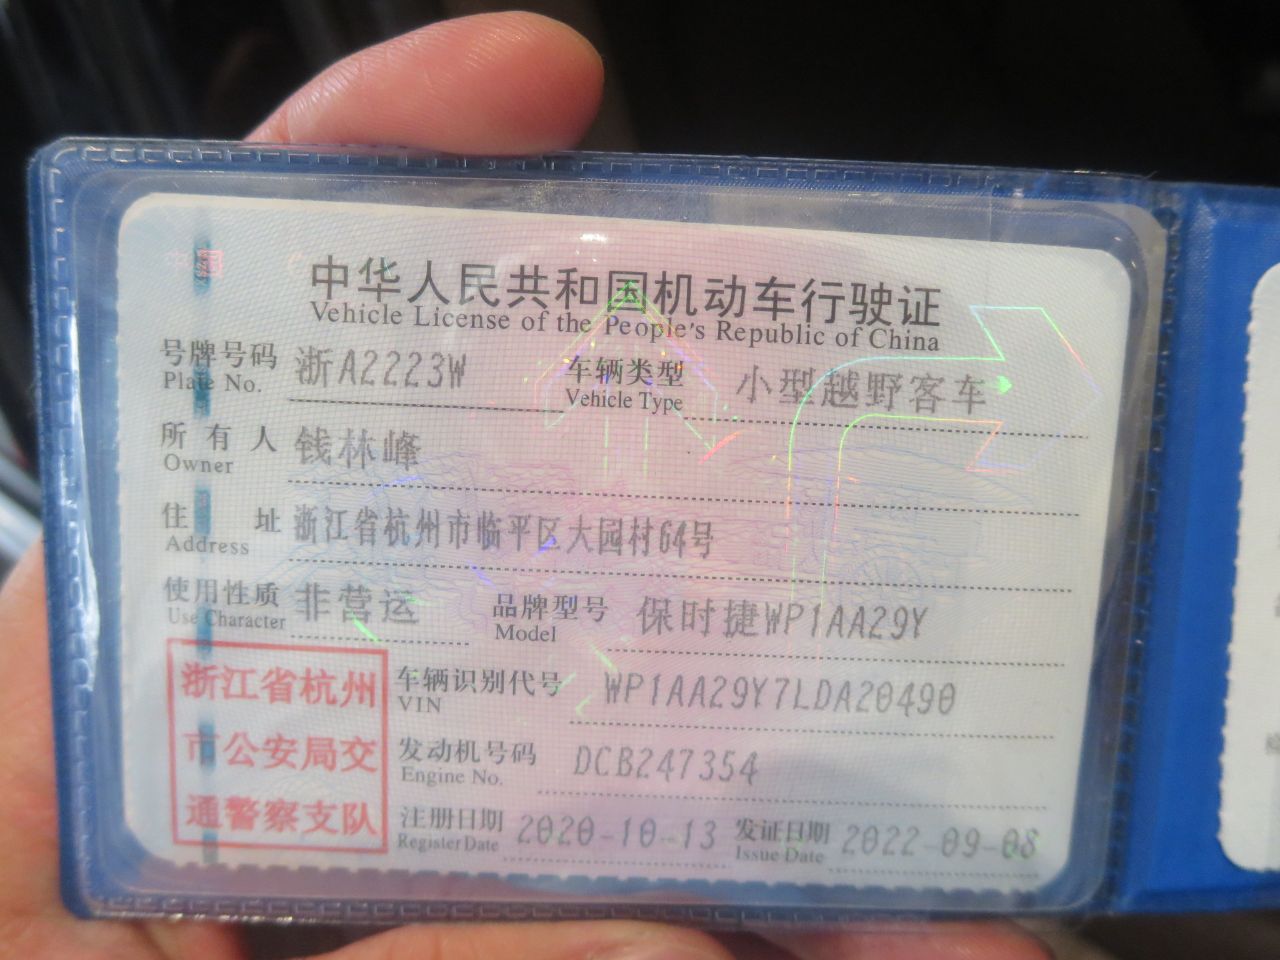 中华人民共和国机动车行驶证
Vehicle License of the People's Republic of China
号牌号码 浙A2223W 车辆类型 小型越野客车
Plate No. Vehicle Type
所有人 钱林峰
Owner
住址 浙江省杭州市临平区大园村64号
Address
使用性质 非营运 品牌型号 保时捷WP1AA29Y
Use Character Model
浙江省杭州
市公安局交
通警察支队
车辆识别代号 WP1AA29Y7LDA20490
VIN
发动机号码 DCB247354
Engine No.
注册日期 2020-10-13 发证日期 2022-09-08
Register Date Issue Date